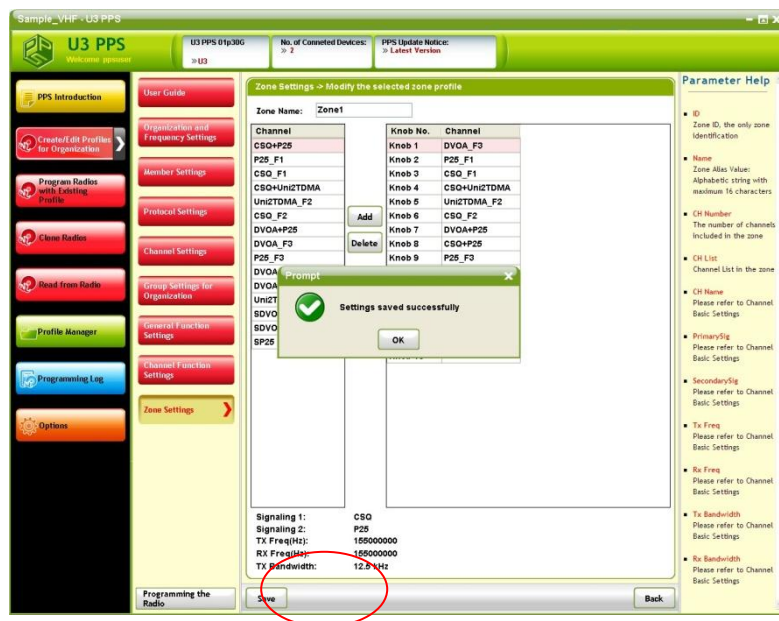 Sample_VHF - U3 PPS
U3 PPS
Welcome ppsuser
U3 PPS 01p30G
»U3
No. of Conneted Devices:
» 2
PPS Update Notice:
» Latest Version
PPS Introduction
Create/Edit Profiles
for Organization
Program Radios
with Existing
Profile
Clone Radios
Read from Radio
Profile Manager
Programming Log
Options
User Guide
Organization and
Frequency Settings
Member Settings
Protocol Settings
Channel Settings
Group Settings for
Organization
General Function
Settings
Channel Function
Settings
Zone Settings
Programming the
Radio
Zone Settings -> Modify the selected zone profile
Zone Name: Zone1
Channel
CSQ+P25
P25_F1
CSQ_F1
CSQ+Uni2TDMA
Uni2TDMA_F2
CSQ_F2
DVOA+P25
DVOA_F3
P25_F3
DVOA
DVOA
Uni2T
SDVO
SDVO
SP25
Add
Delete
Knob No. Channel
Knob 1 DVOA_F3
Knob 2 P25_F1
Knob 3 CSQ_F1
Knob 4 CSQ+Uni2TDMA
Knob 5 Uni2TDMA_F2
Knob 6 CSQ_F2
Knob 7 DVOA+P25
Knob 8 CSQ+P25
Knob 9 P25_F3
Prompt
Settings saved successfully
OK
Signaling 1: CSQ
Signaling 2: P25
TX Freq(Hz): 155000000
RX Freq(Hz): 155000000
TX Bandwidth: 12.5 kHz
Save
Back
Parameter Help
ID
Zone ID, the only zone
identification
Name
Zone Alias Value:
Alphabetic string with
maximum 16 characters
CH Number
The number of channels
included in the zone
CH List
Channel List in the zone
CH Name
Please refer to Channel
Basic Settings
PrimarySig
Please refer to Channel
Basic Settings
SecondarySig
Please refer to Channel
Basic Settings
Tx Freq
Please refer to Channel
Basic Settings
Rx Freq
Please refer to Channel
Basic Settings
Tx Bandwidth
Please refer to Channel
Basic Settings
Rx Bandwidth
Please refer to Channel
Basic Settings